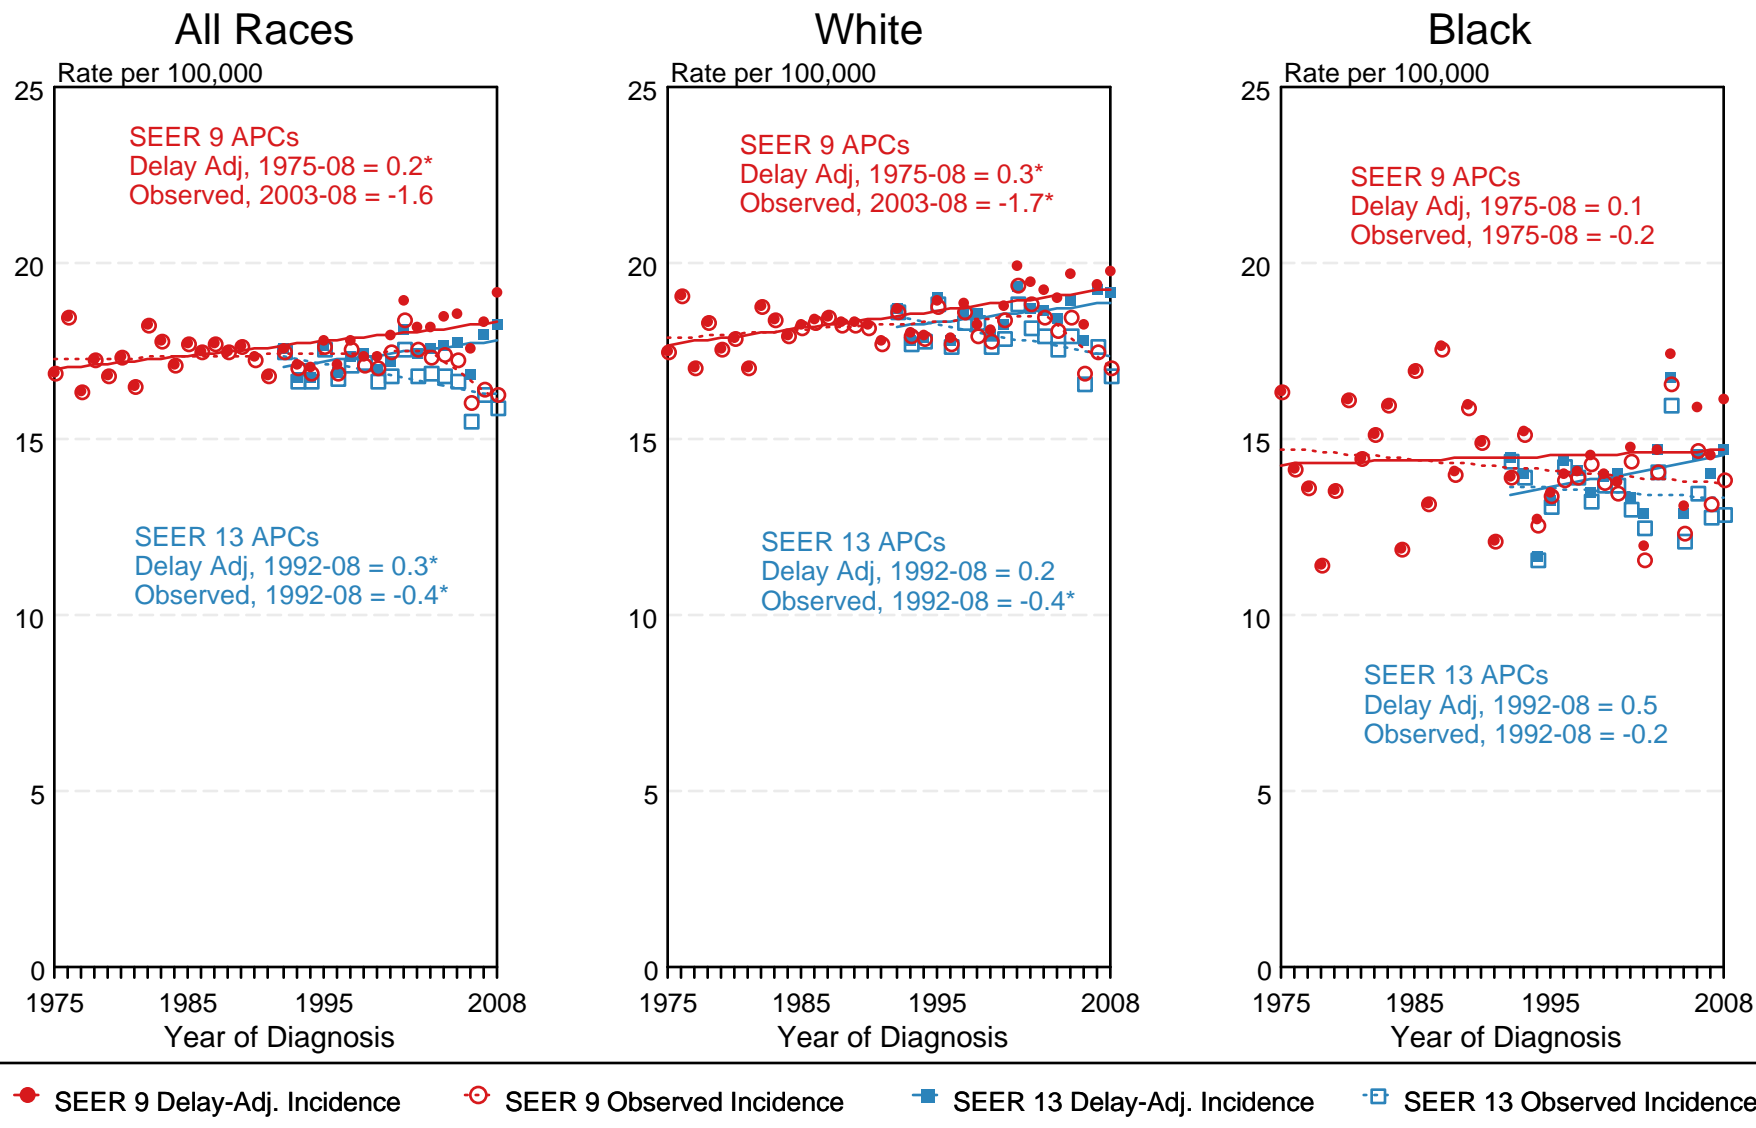 All Races
Rate per 100,000
25
20
15
10
5
0
SEER 9 APCs
Delay Adj, 1975-08 = 0.2*
Observed, 2003-08 = -1.6
SEER 13 APCs
Delay Adj, 1992-08 = 0.3*
Observed, 1992-08 = -0.4*
1975 1985 1995 2008
Year of Diagnosis
White
Rate per 100,000
25
20
15
10
5
0
SEER 9 APCs
Delay Adj, 1975-08 = 0.3*
Observed, 2003-08 = -1.7*
SEER 13 APCs
Delay Adj, 1992-08 = 0.2
Observed, 1992-08 = -0.4*
1975 1985 1995 2008
Year of Diagnosis
Black
Rate per 100,000
25
20
15
10
5
0
SEER 9 APCs
Delay Adj, 1975-08 = 0.1
Observed, 1975-08 = -0.2
SEER 13 APCs
Delay Adj, 1992-08 = 0.5
Observed, 1992-08 = -0.2
1975 1985 1995 2008
Year of Diagnosis
SEER 9 Delay-Adj. Incidence SEER 9 Observed Incidence SEER 13 Delay-Adj. Incidence SEER 13 Observed Incidence